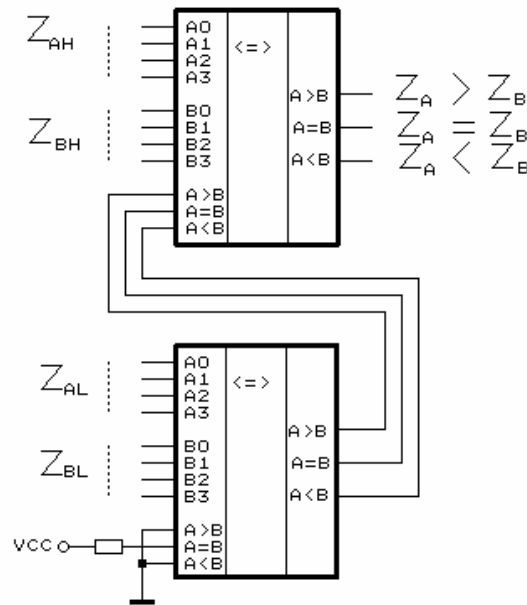 Z_AH
A0
A1
A2
A3
<=>
A>B
A=B
A<B
Z_A > Z_B
Z_A = Z_B
Z_A < Z_B
Z_BH
B0
B1
B2
B3
A>B
A=B
A<B
Z_AL
A0
A1
A2
A3
<=>
A>B
A=B
A<B
Z_BL
B0
B1
B2
B3
VCC
A>B
A=B
A<B